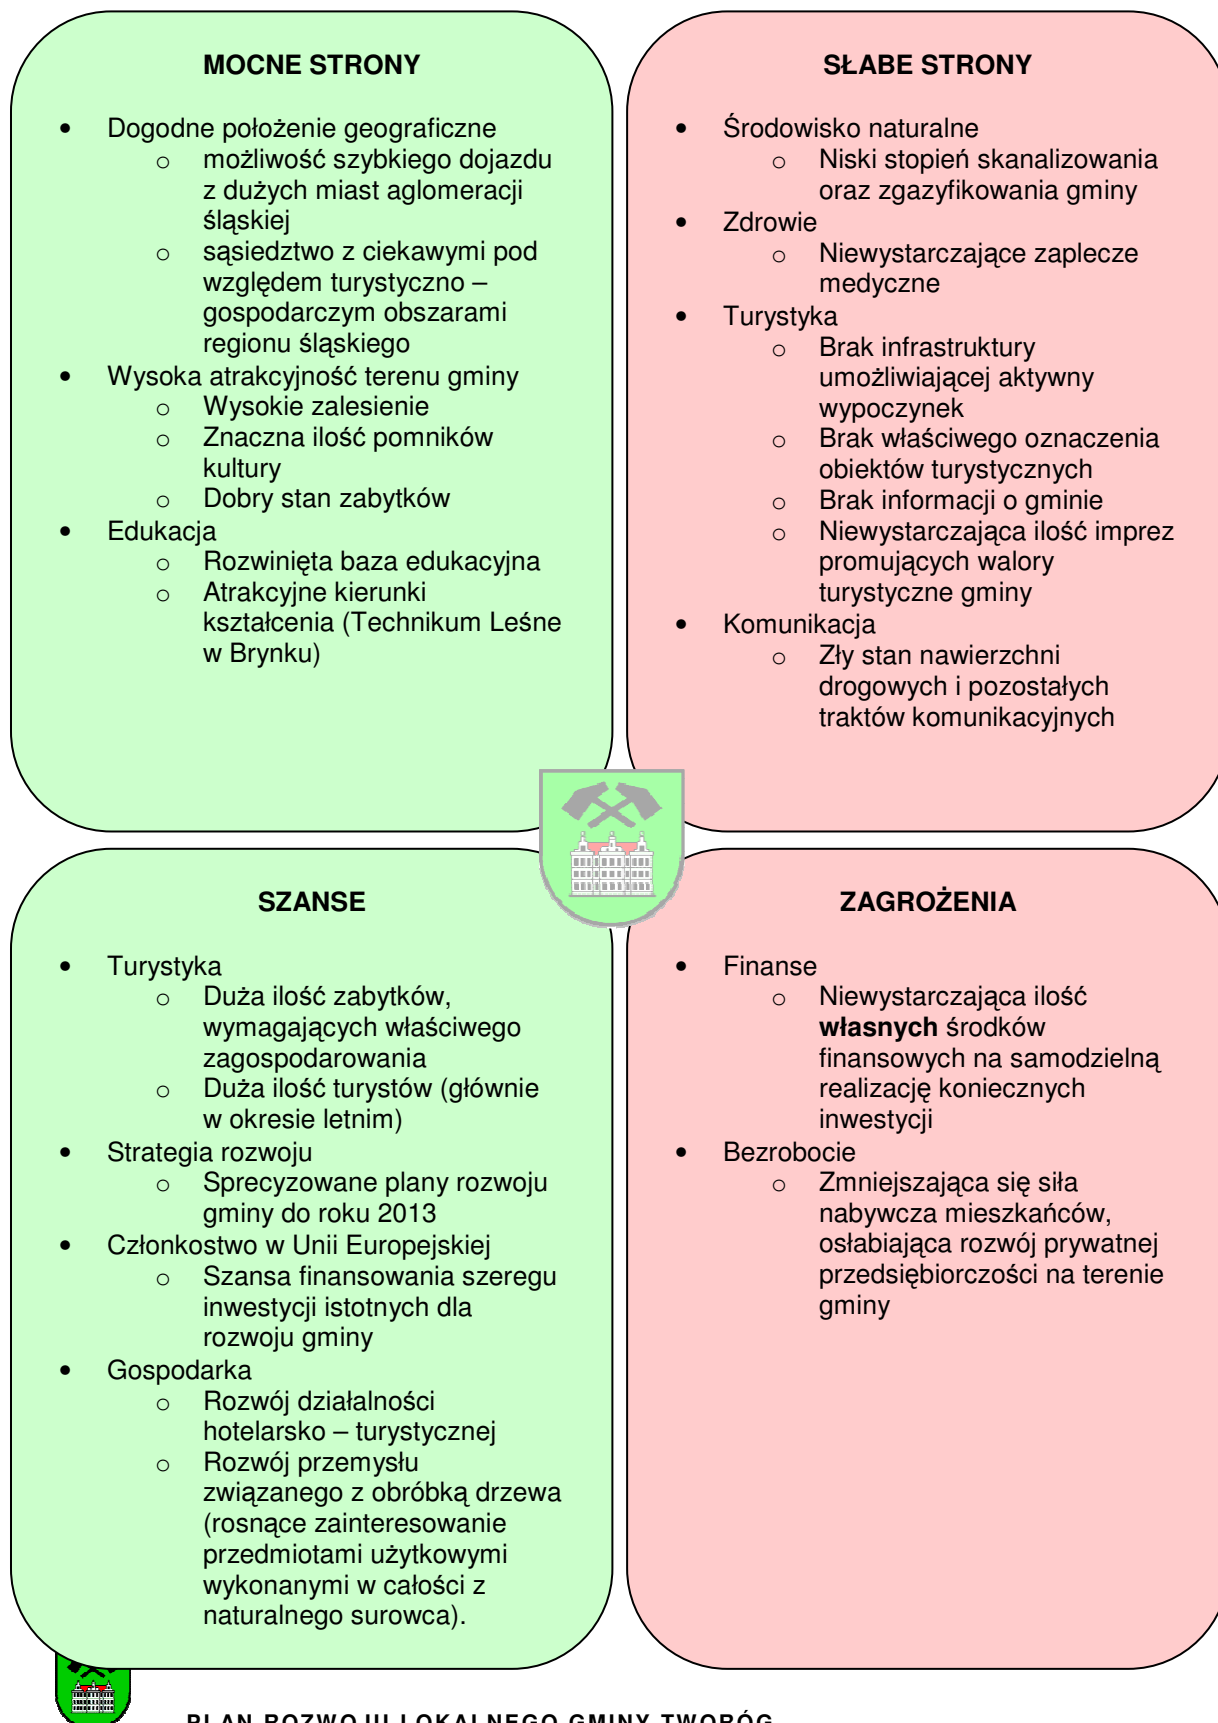 MOCNE STRONY
• Dogodne położenie geograficzne
o możliwość szybkiego dojazdu
z dużych miast aglomeracji
śląskiej
o sąsiedztwo z ciekawymi pod
względem turystyczno –
gospodarczym obszarami
regionu śląskiego
• Wysoka atrakcyjność terenu gminy
o Wysokie zalesienie
o Znaczna ilość pomników
kultury
o Dobry stan zabytków
• Edukacja
o Rozwinięta baza edukacyjna
o Atrakcyjne kierunki
kształcenia (Technikum Leśne
w Brynku)
SŁABE STRONY
• Środowisko naturalne
o Niski stopień skanalizowania
oraz zgazyfikowania gminy
• Zdrowie
o Niewystarczające zaplecze
medyczne
• Turystyka
o Brak infrastruktury
umożliwiającej aktywny
wypoczynek
o Brak właściwego oznaczenia
obiektów turystycznych
o Brak informacji o gminie
o Niewystarczająca ilość imprez
promujących walory
turystyczne gminy
• Komunikacja
o Zły stan nawierzchni
drogowych i pozostałych
traktów komunikacyjnych
SZANSE
• Turystyka
o Duża ilość zabytków,
wymagających właściwego
zagospodarowania
o Duża ilość turystów (głównie
w okresie letnim)
• Strategia rozwoju
o Sprecyzowane plany rozwoju
gminy do roku 2013
• Członkostwo w Unii Europejskiej
o Szansa finansowania szeregu
inwestycji istotnych dla
rozwoju gminy
• Gospodarka
o Rozwój działalności
hotelarsko – turystycznej
o Rozwój przemysłu
związanego z obróbką drzewa
(rosnące zainteresowanie
przedmiotami użytkowymi
wykonanymi w całości z
naturalnego surowca).
ZAGROŻENIA
• Finanse
o Niewystarczająca ilość
własnych środków
finansowych na samodzielną
realizację koniecznych
inwestycji
• Bezrobocie
o Zmniejszająca się siła
nabywcza mieszkańców,
osłabiająca rozwój prywatnej
przedsiębiorczości na terenie
gminy
PLAN ROZWOJU LOKALNEGO GMINY TWORÓG